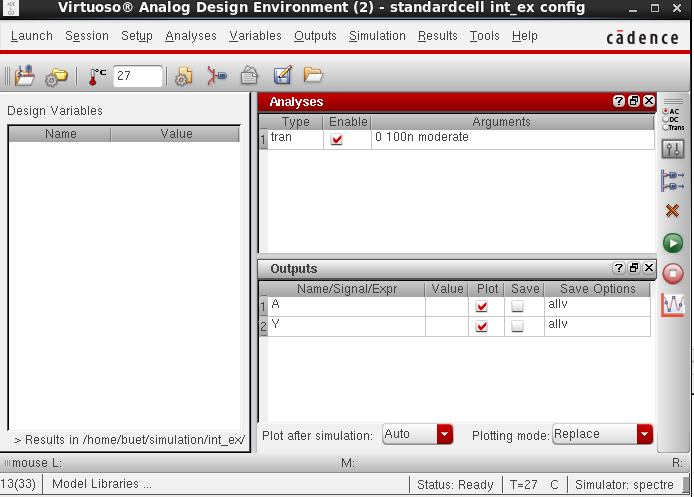 Virtuoso® Analog Design Environment (2) - standardcell int_ex config
Launch Session Setup Analyses Variables Outputs Simulation Results Tools Help
cādence
°C 27
Design Variables
Name Value
> Results in /home/buet/simulation/int_ex/
Analyses
Type Enable Arguments
1 tran 0 100n moderate
Outputs
Name/Signal/Expr Value Plot Save Save Options
1 A allv
2 Y allv
Plot after simulation: Auto Plotting mode: Replace
AC
DC
Trans
mouse L: M: R:
13(33) Model Libraries ... Status: Ready T=27 C Simulator: spectre